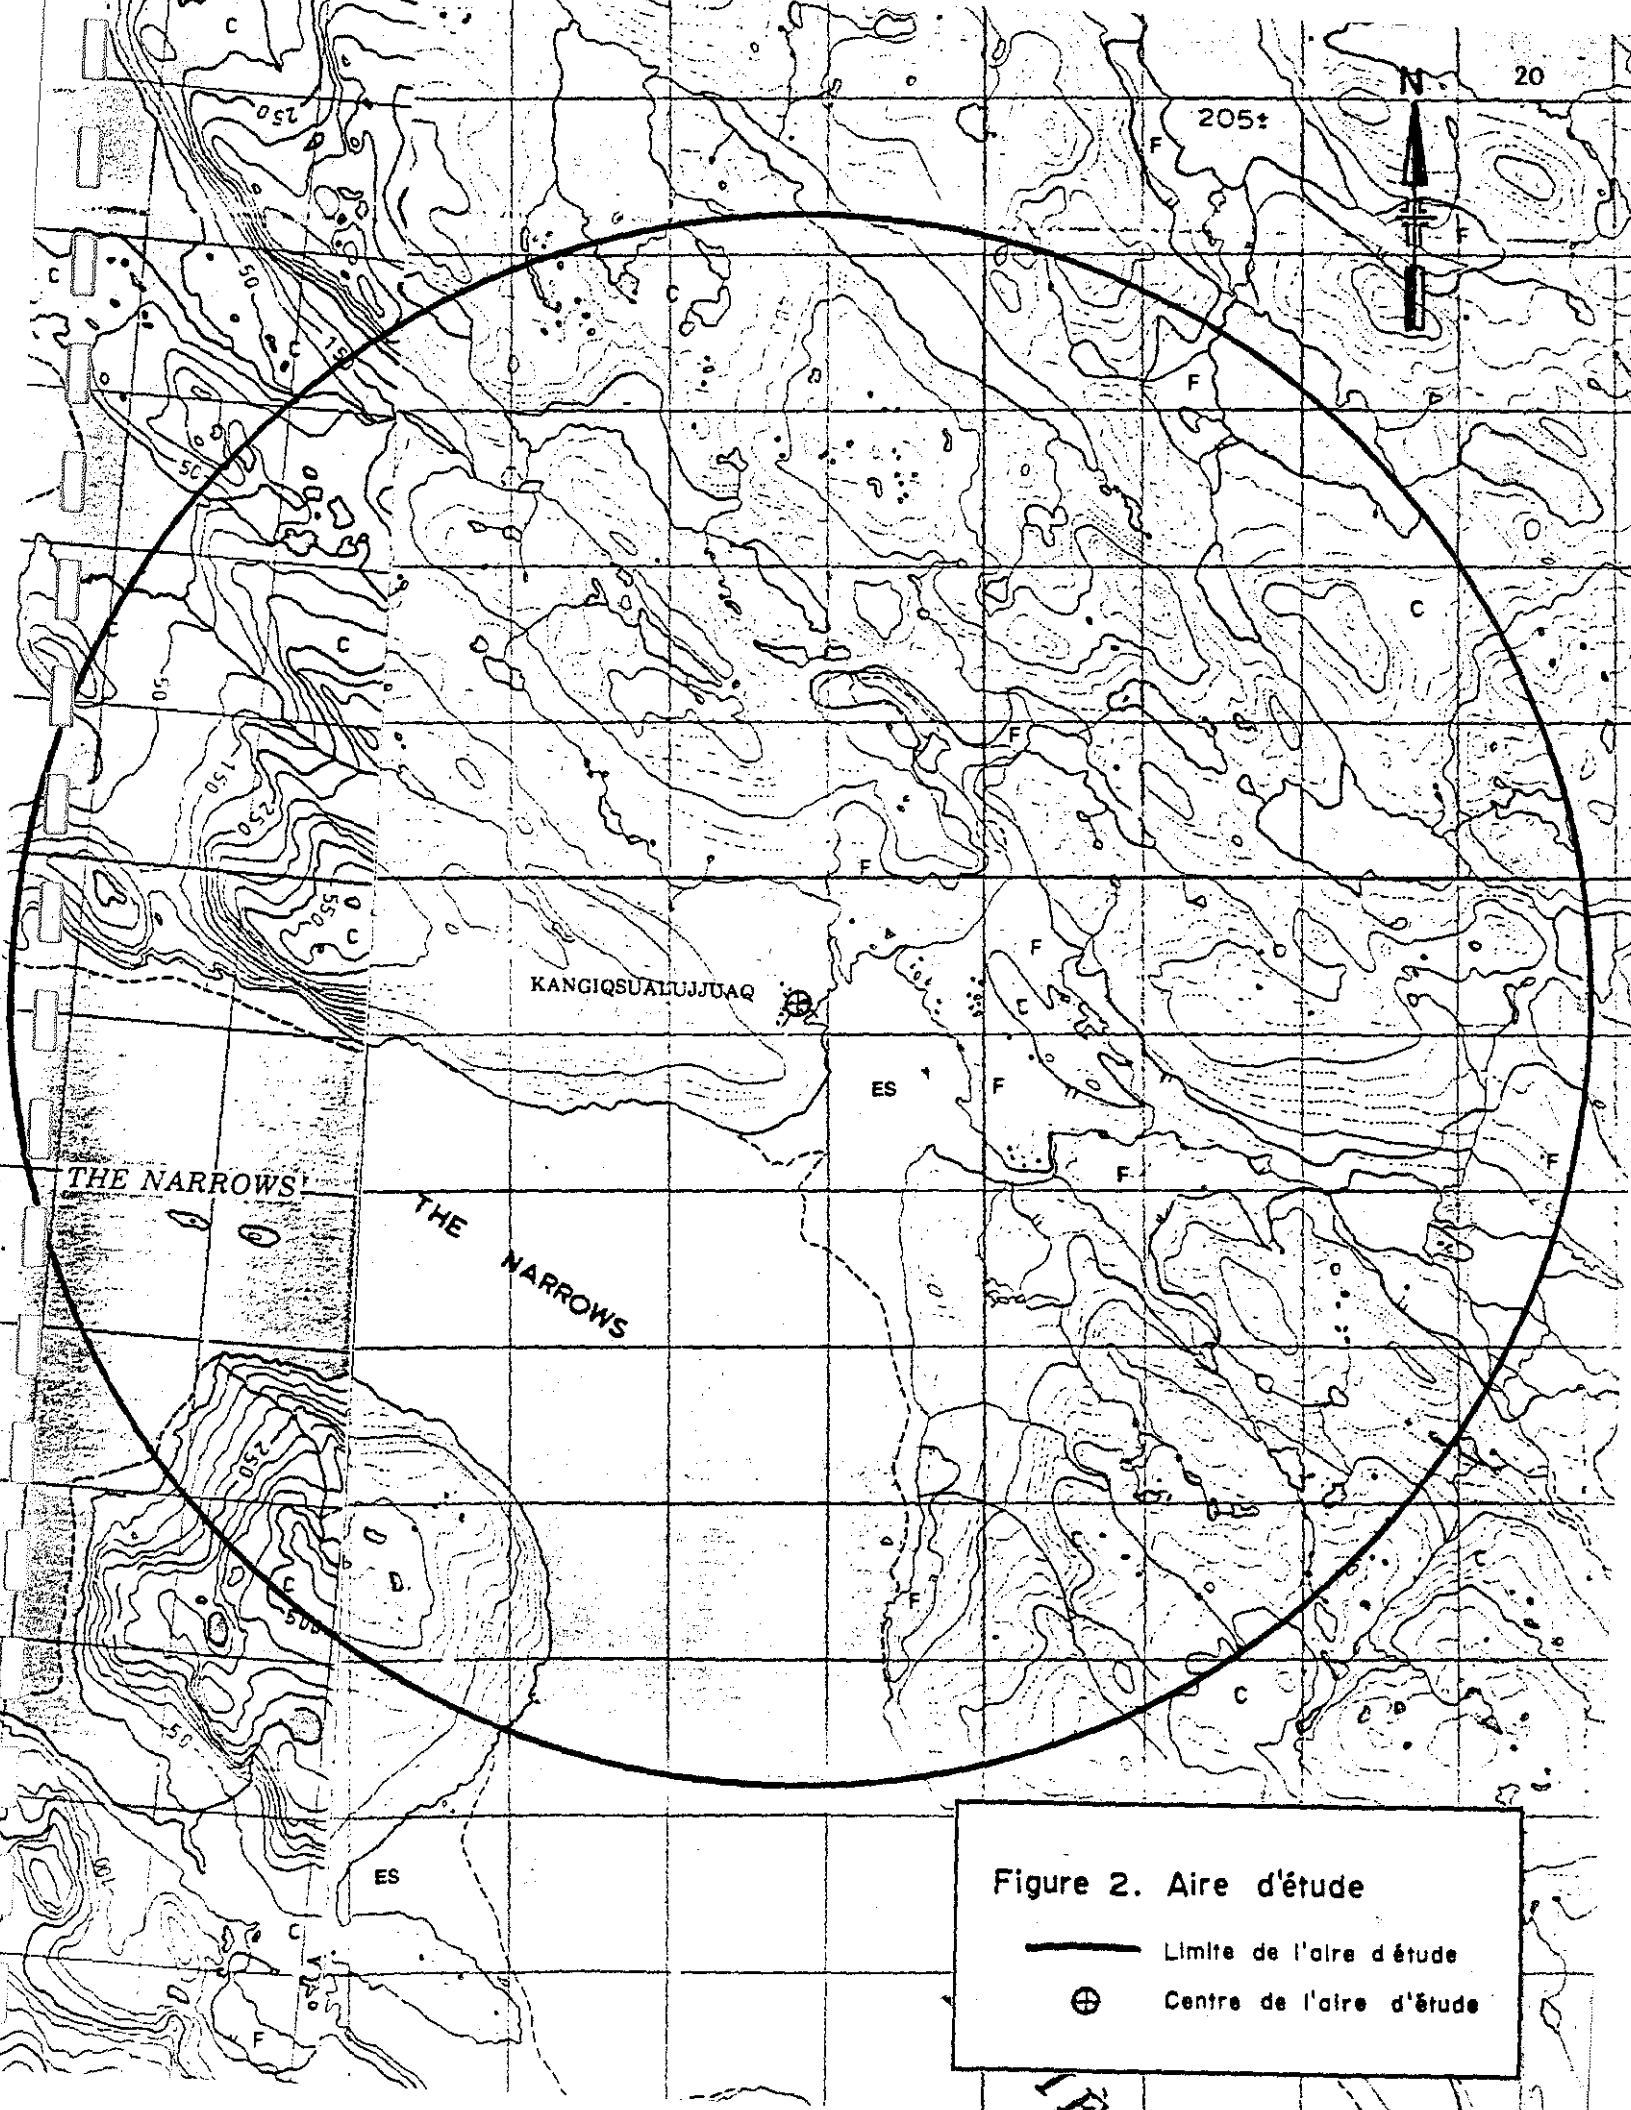 C
20
N
205±
F
250
F
C
50
C
C
150
F
50
C
C
C
50
F
150
250
F
550
C
F
KANGIQSUALUJJUAQ
C
ES
F
F
F
THE NARROWS
THE
NARROWS
250
C
C
C
F
500
C
50
ES
C
F
Figure 2. Aire d'étude
Limite de l'aire d'étude
Centre de l'aire d'étude